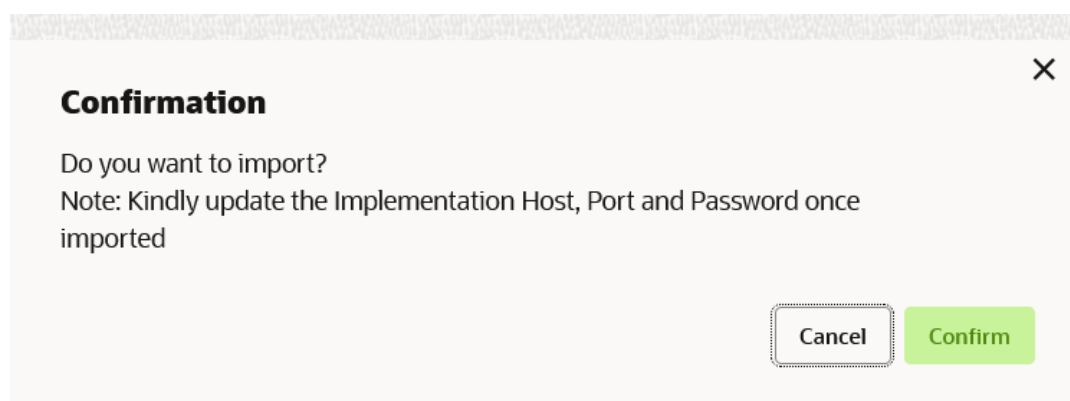 Confirmation
Do you want to import?
Note: Kindly update the Implementation Host, Port and Password once
imported
Cancel
Confirm